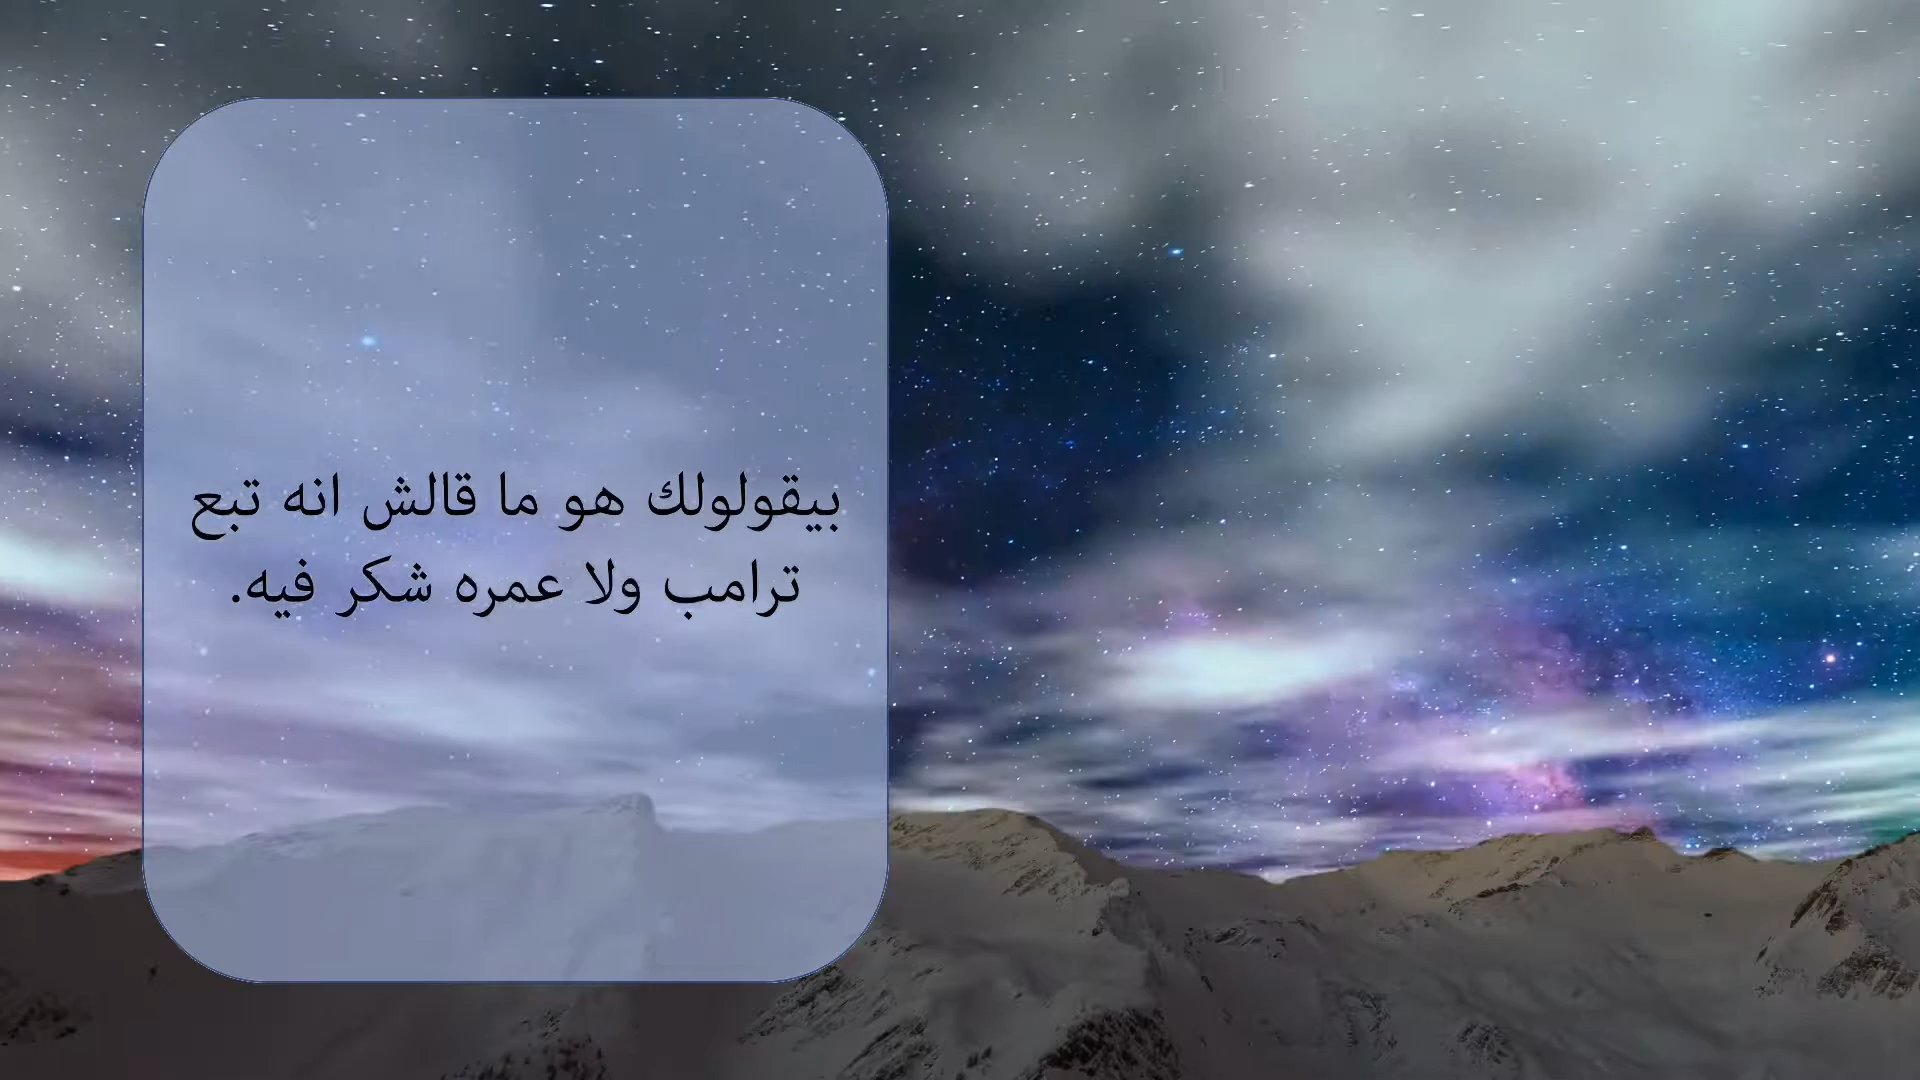 بيقولولك هو ما قالش انه تبع
ترامب ولا عمره شكر فيه.